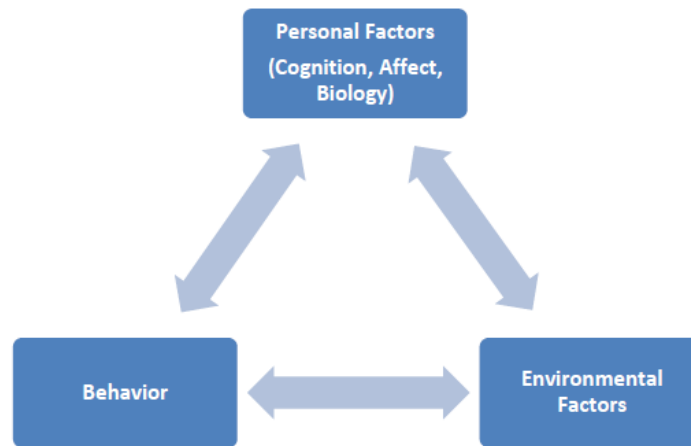 Personal Factors
(Cognition, Affect,
Biology)
Behavior
Environmental
Factors